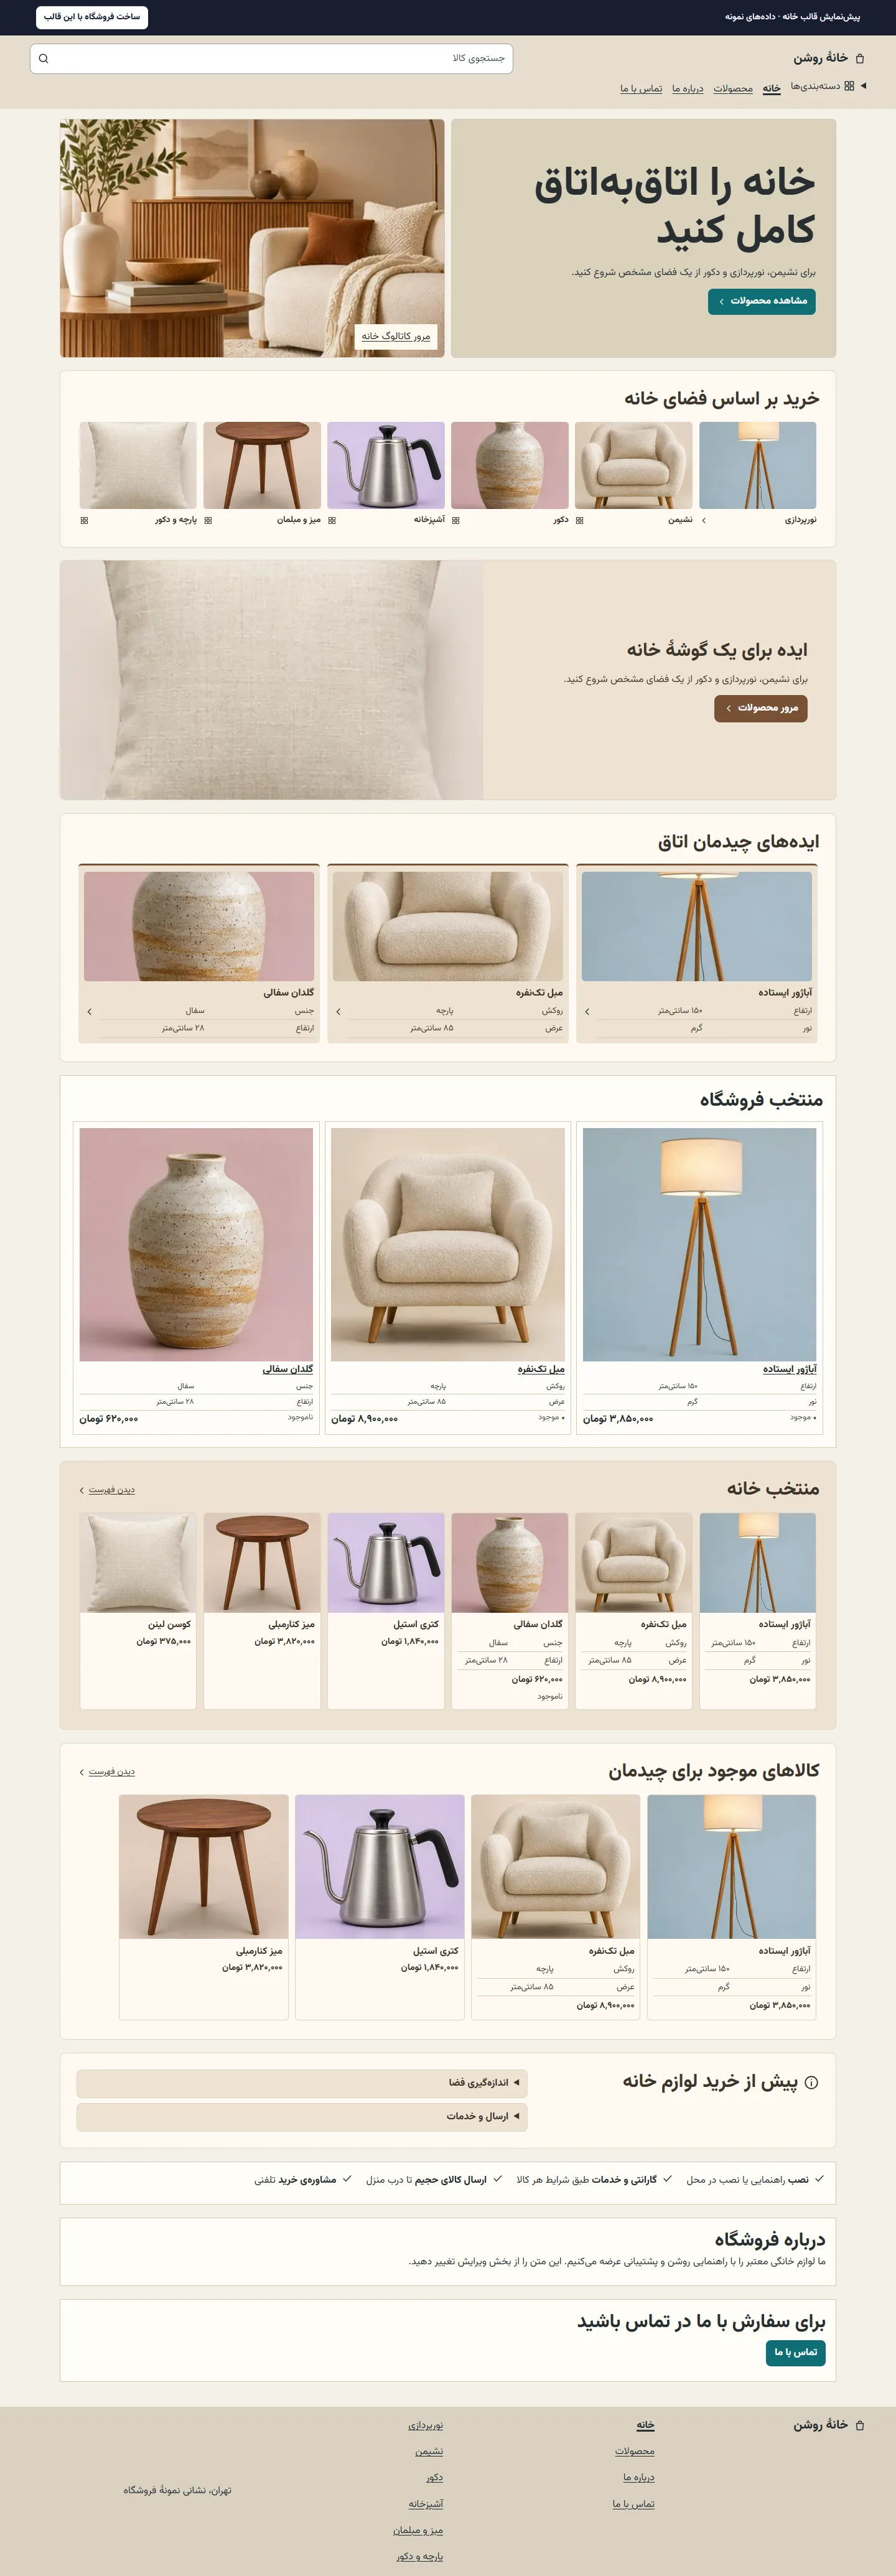 پیش‌نمایش قالب خانه · داده‌های نمونه
ساخت فروشگاه با این قالب
خانهٔ روشن
جستجوی کالا
دسته‌بندی‌ها
خانه
محصولات
درباره ما
تماس با ما
خانه را اتاق‌به‌اتاق
کامل کنید
برای نشیمن، نورپردازی و دکور از یک فضای مشخص شروع کنید.
مشاهده محصولات
مرور کاتالوگ خانه
خرید بر اساس فضای خانه
نورپردازی
نشیمن
دکور
آشپزخانه
میز و مبلمان
پارچه و دکور
ایده برای یک گوشهٔ خانه
برای نشیمن، نورپردازی و دکور از یک فضای مشخص شروع کنید.
مرور محصولات
ایده‌های چیدمان اتاق
آباژور ایستاده
ارتفاع ۱۵۰ سانتی‌متر
نور گرم
مبل تک‌نفره
روکش پارچه
عرض ۸۵ سانتی‌متر
گلدان سفالی
جنس سفال
ارتفاع ۲۸ سانتی‌متر
منتخب فروشگاه
آباژور ایستاده
ارتفاع ۱۵۰ سانتی‌متر
نور گرم
• موجود ۳,۸۵۰,۰۰۰ تومان
مبل تک‌نفره
روکش پارچه
عرض ۸۵ سانتی‌متر
• موجود ۸,۹۰۰,۰۰۰ تومان
گلدان سفالی
جنس سفال
ارتفاع ۲۸ سانتی‌متر
ناموجود ۶۲۰,۰۰۰ تومان
منتخب خانه
دیدن فهرست
آباژور ایستاده
ارتفاع ۱۵۰ سانتی‌متر
نور گرم
۳,۸۵۰,۰۰۰ تومان
مبل تک‌نفره
روکش پارچه
عرض ۸۵ سانتی‌متر
۸,۹۰۰,۰۰۰ تومان
گلدان سفالی
جنس سفال
ارتفاع ۲۸ سانتی‌متر
۶۲۰,۰۰۰ تومان
ناموجود
کتری استیل
۱,۸۴۰,۰۰۰ تومان
میز کنارمبلی
۳,۸۲۰,۰۰۰ تومان
کوسن لینن
۳۷۵,۰۰۰ تومان
کالاهای موجود برای چیدمان
دیدن فهرست
آباژور ایستاده
ارتفاع ۱۵۰ سانتی‌متر
نور گرم
۳,۸۵۰,۰۰۰ تومان
مبل تک‌نفره
روکش پارچه
عرض ۸۵ سانتی‌متر
۸,۹۰۰,۰۰۰ تومان
کتری استیل
۱,۸۴۰,۰۰۰ تومان
میز کنارمبلی
۳,۸۲۰,۰۰۰ تومان
پیش از خرید لوازم خانه
اندازه‌گیری فضا
ارسال و خدمات
نصب راهنمایی یا نصب در محل
گارانتی و خدمات طبق شرایط هر کالا
ارسال کالای حجیم تا درب منزل
مشاوره‌ی خرید تلفنی
درباره فروشگاه
ما لوازم خانگی معتبر را با راهنمایی روشن و پشتیبانی عرضه می‌کنیم. این متن را از بخش ویرایش تغییر دهید.
برای سفارش با ما در تماس باشید
تماس با ما
خانهٔ روشن
خانه
محصولات
درباره ما
تماس با ما
نورپردازی
نشیمن
دکور
آشپزخانه
میز و مبلمان
پارچه و دکور
تهران، نشانی نمونهٔ فروشگاه